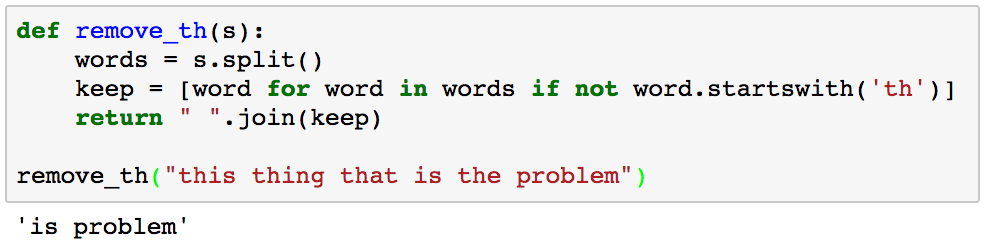 def remove_th(s):
    words = s.split()
    keep = [word for word in words if not word.startswith('th')]
    return " ".join(keep)

remove_th("this thing that is the problem")
'is problem'